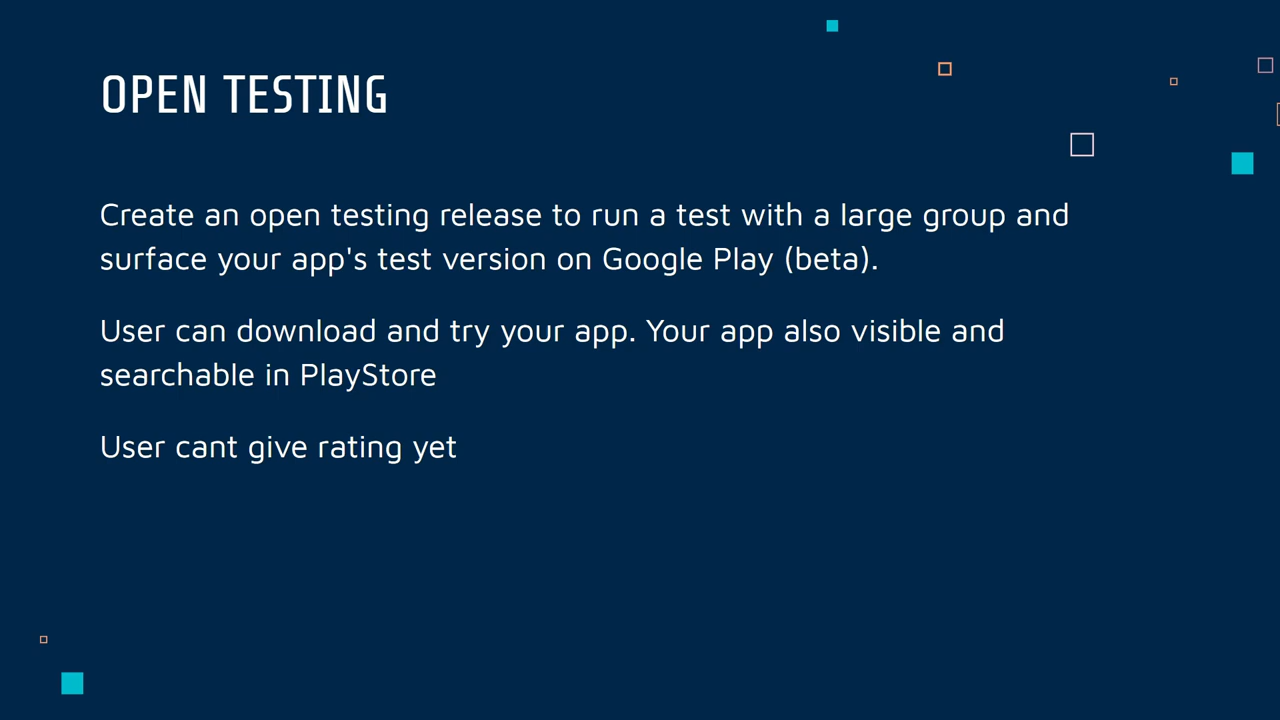 OPEN TESTING
Create an open testing release to run a test with a large group and
surface your app's test version on Google Play (beta).
User can download and try your app. Your app also visible and
searchable in PlayStore
User cant give rating yet